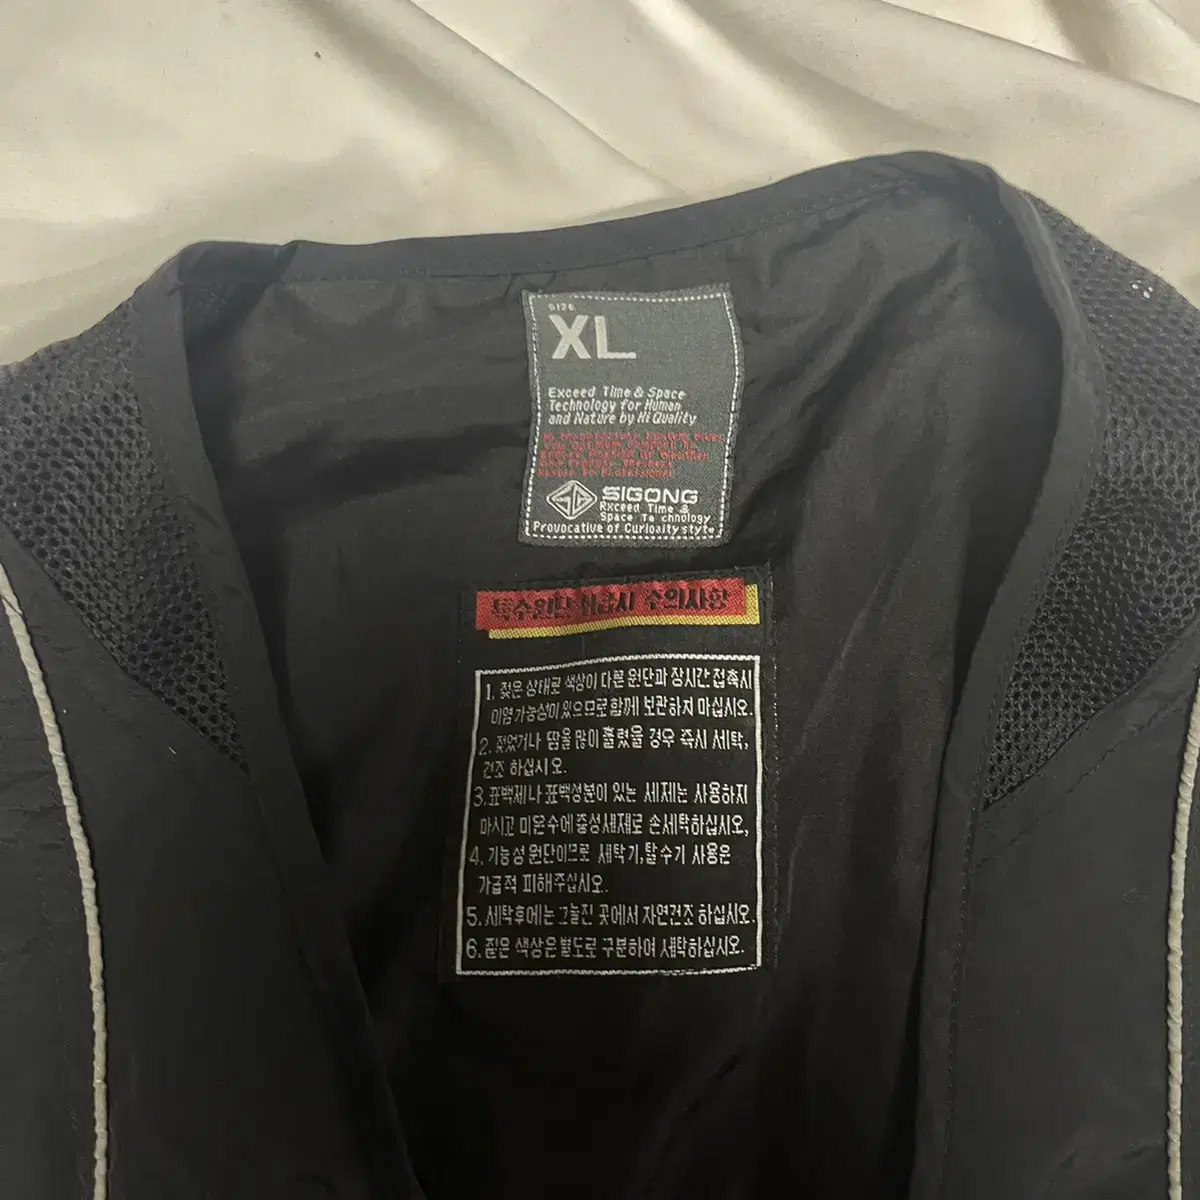 SIZE
XL
Exceed Time & Space
Technology for Human
and Nature by Hi Quality
SIGONG
Rxceed Time &
Space Te chnology
Provocative of Curioaity style
특수원단 취급시 주의사항
1. 젖은 상태로 색상이 다른 원단과 장시간 접촉시
이염 가능성이 있으므로 함께 보관하지 마십시오.
2. 젖었거나 땀을 많이 흘렸을 경우 즉시 세탁,
건조 하십시오.
3. 표백제나 표백성분이 있는 세제는 사용하지
마시고 미온수에 중성세제로 손세탁하십시오,
4. 기능성 원단이므로 세탁기,탈수기 사용은
가급적 피해주십시오.
5. 세탁후에는 그늘진 곳에서 자연건조 하십시오.
6. 짙은 색상은 별도로 구분하여 세탁하십시오.